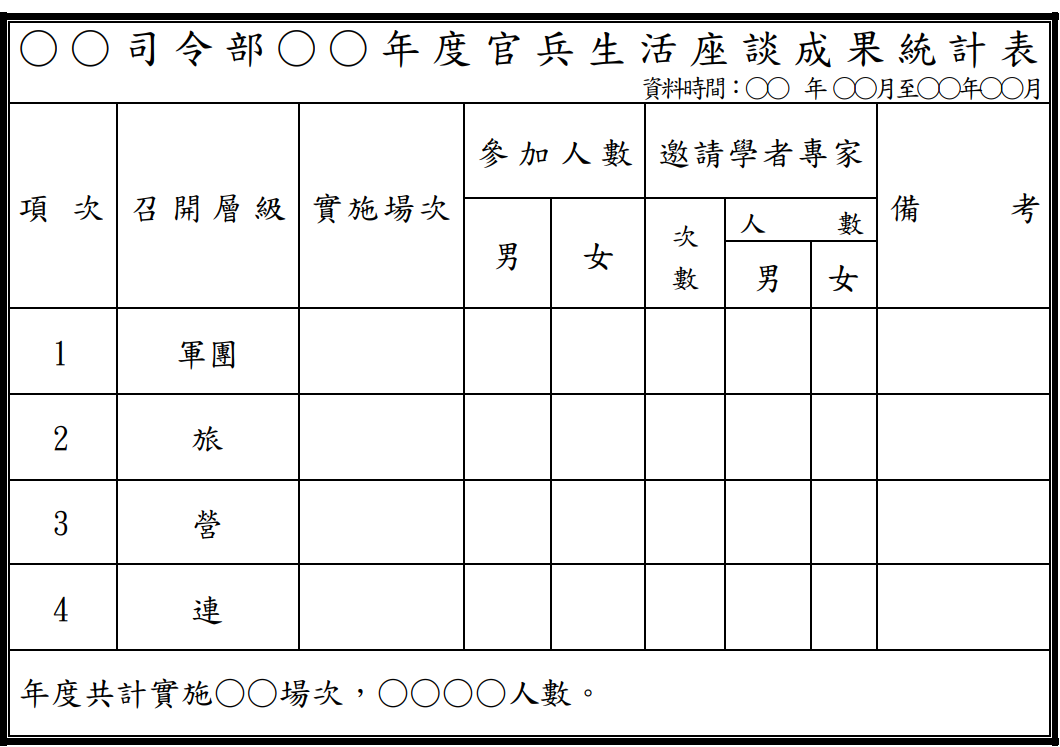 ○○司令部○○年度官兵生活座談成果統計表
資料時間：○○ 年 ○○月至○○年○○月
項次 召開層級 實施場次 參加人數 邀請學者專家 備考
男 女 次數 人數
男 女
1 軍團
2 旅
3 營
4 連
年度共計實施○○場次，○○○○人數。